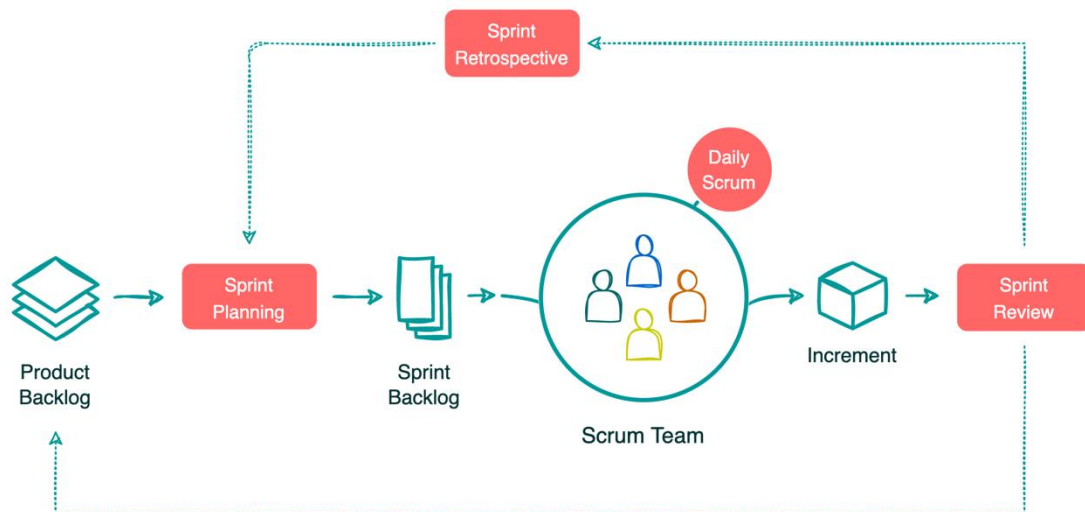 Sprint
Retrospective
Daily
Scrum
Sprint
Planning
Sprint
Review
Product
Backlog
Sprint
Backlog
Increment
Scrum Team